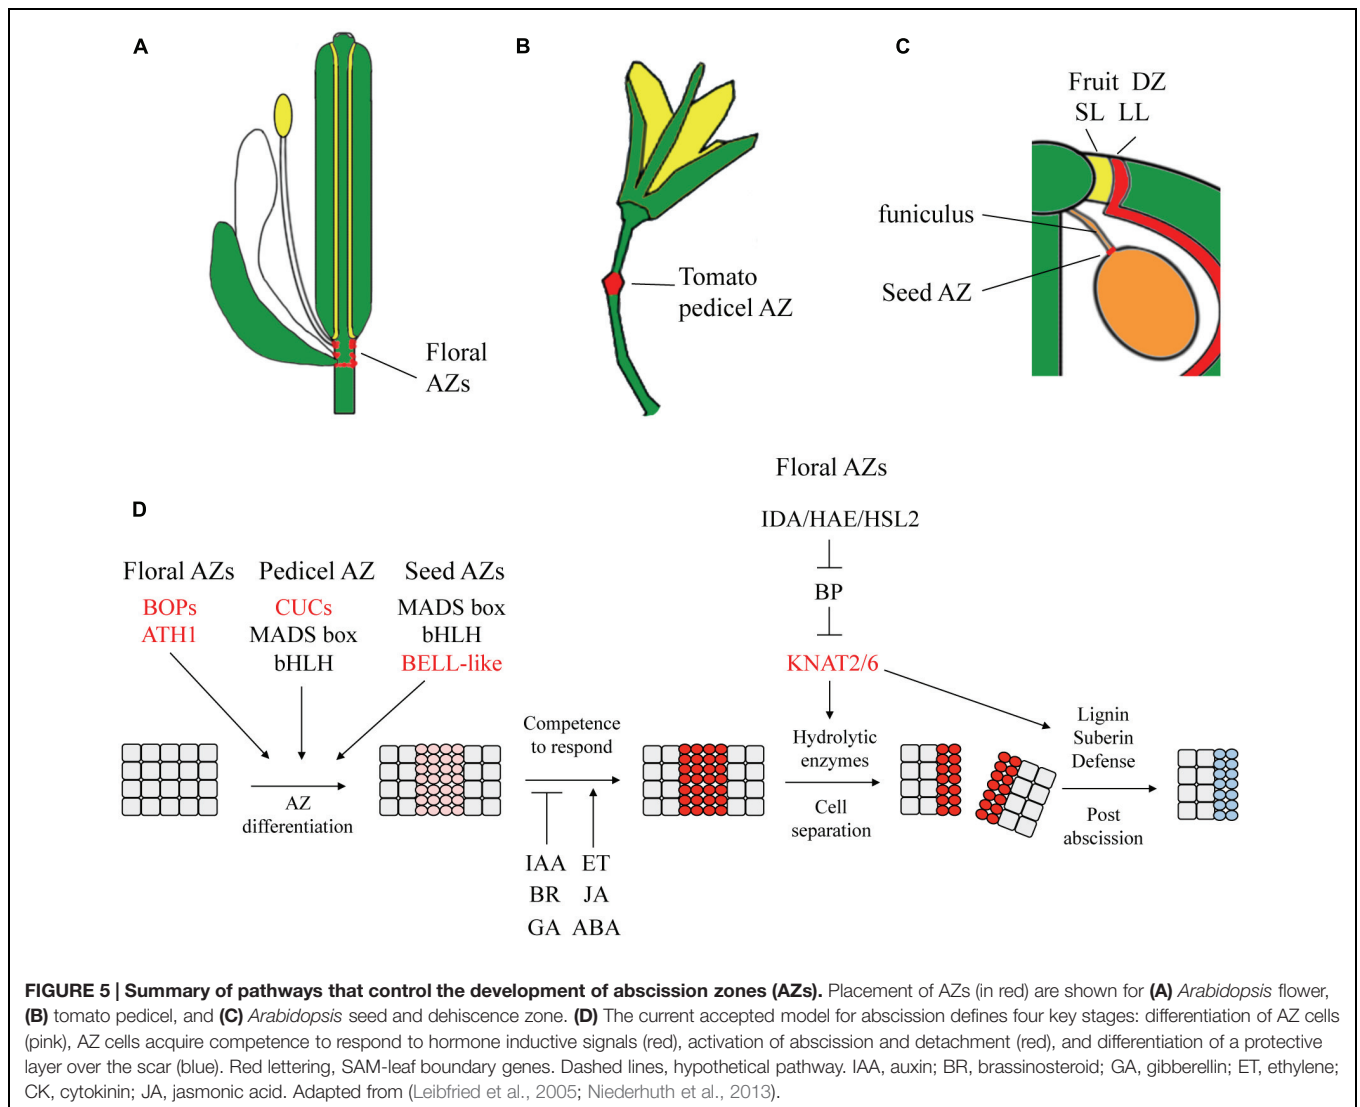 A
B
C
Fruit DZ
SL LL
funiculus
Seed AZ
Tomato
pedicel AZ
Floral
AZs
D
Floral AZs
IDA/HAE/HSL2
BP
KNAT2/6
Floral AZs Pedicel AZ Seed AZs
BOPs CUCs MADS box
ATH1 MADS box bHLH
bHLH BELL-like
AZ
differentiation
Competence
to respond
IAA ET
BR JA
GA ABA
Hydrolytic
enzymes
Cell
separation
Lignin
Suberin
Defense
Post
abscission
FIGURE 5 | Summary of pathways that control the development of abscission zones (AZs). Placement of AZs (in red) are shown for (A) Arabidopsis flower,
(B) tomato pedicel, and (C) Arabidopsis seed and dehiscence zone. (D) The current accepted model for abscission defines four key stages: differentiation of AZ cells
(pink), AZ cells acquire competence to respond to hormone inductive signals (red), activation of abscission and detachment (red), and differentiation of a protective
layer over the scar (blue). Red lettering, SAM-leaf boundary genes. Dashed lines, hypothetical pathway. IAA, auxin; BR, brassinosteroid; GA, gibberellin; ET, ethylene;
CK, cytokinin; JA, jasmonic acid. Adapted from (Leibfried et al., 2005; Niederhuth et al., 2013).